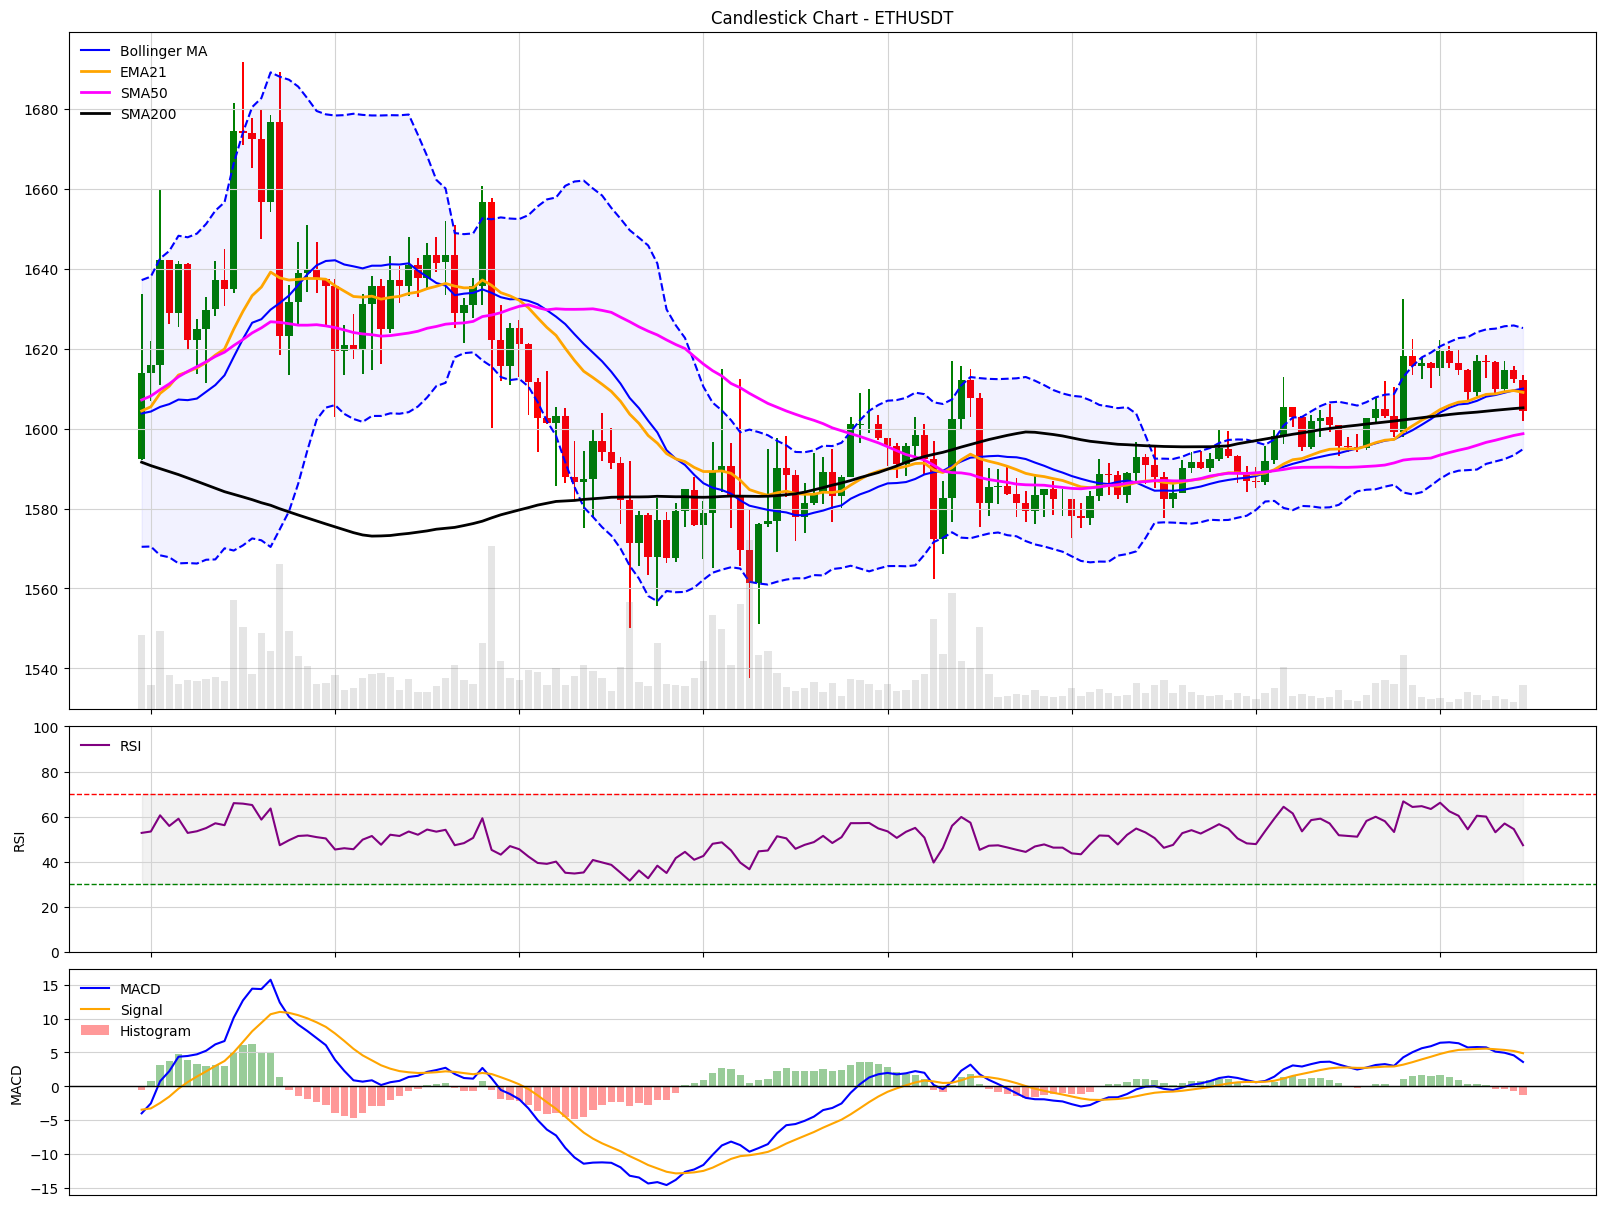 Candlestick Chart - ETHUSDT
Bollinger MA
EMA21
SMA50
SMA200
1680
1660
1640
1620
1600
1580
1560
1540
RSI
100
80
60
40
20
0
RSI
MACD
Signal
Histogram
15
10
5
0
−5
−10
−15
MACD